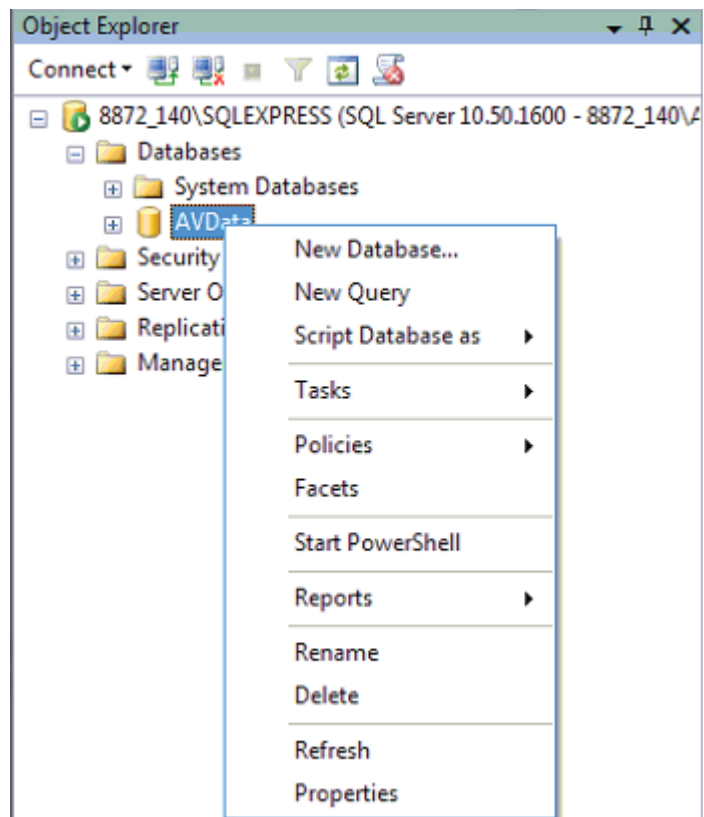 Object Explorer
Connect
8872_140\SQLEXPRESS (SQL Server 10.50.1600 - 8872_140\A
Databases
System Databases
AVData
Security
Server O
Replicati
Manage
New Database...
New Query
Script Database as
Tasks
Policies
Facets
Start PowerShell
Reports
Rename
Delete
Refresh
Properties